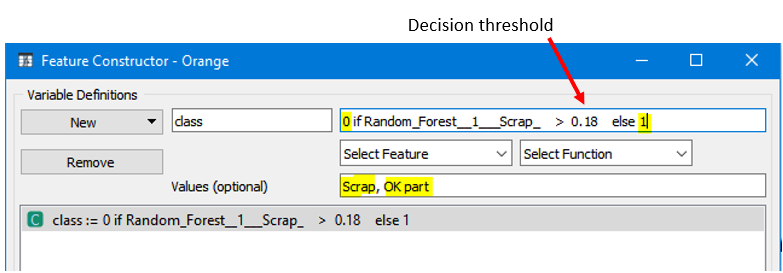 Decision threshold
Feature Constructor - Orange
Variable Definitions
New class 0 if Random_Forest__1___Scrap_ > 0.18 else 1
Remove Select Feature Select Function
Values (optional) Scrap, OK part
C class := 0 if Random_Forest__1___Scrap_ > 0.18 else 1